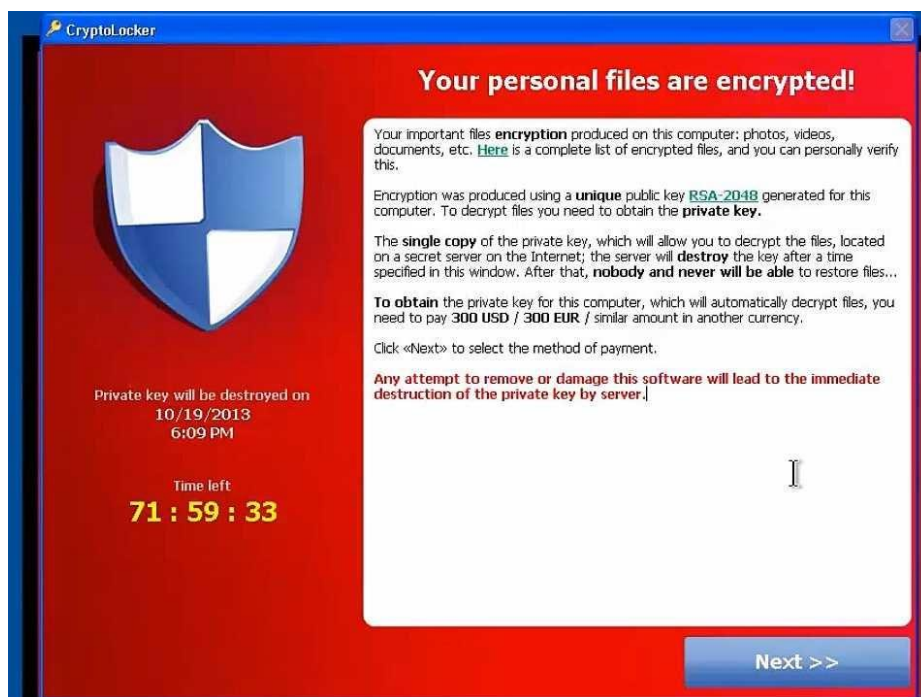 CryptoLocker
Your personal files are encrypted!
Your important files encryption produced on this computer: photos, videos,
documents, etc. Here is a complete list of encrypted files, and you can personally verify
this.
Encryption was produced using a unique public key RSA-2048 generated for this
computer. To decrypt files you need to obtain the private key.
The single copy of the private key, which will allow you to decrypt the files, located
on a secret server on the Internet; the server will destroy the key after a time
specified in this window. After that, nobody and never will be able to restore files...
To obtain the private key for this computer, which will automatically decrypt files, you
need to pay 300 USD / 300 EUR / similar amount in another currency.
Click «Next» to select the method of payment.
Any attempt to remove or damage this software will lead to the immediate
destruction of the private key by server.
Private key will be destroyed on
10/19/2013
6:09 PM
Time left
71 : 59 : 33
Next >>